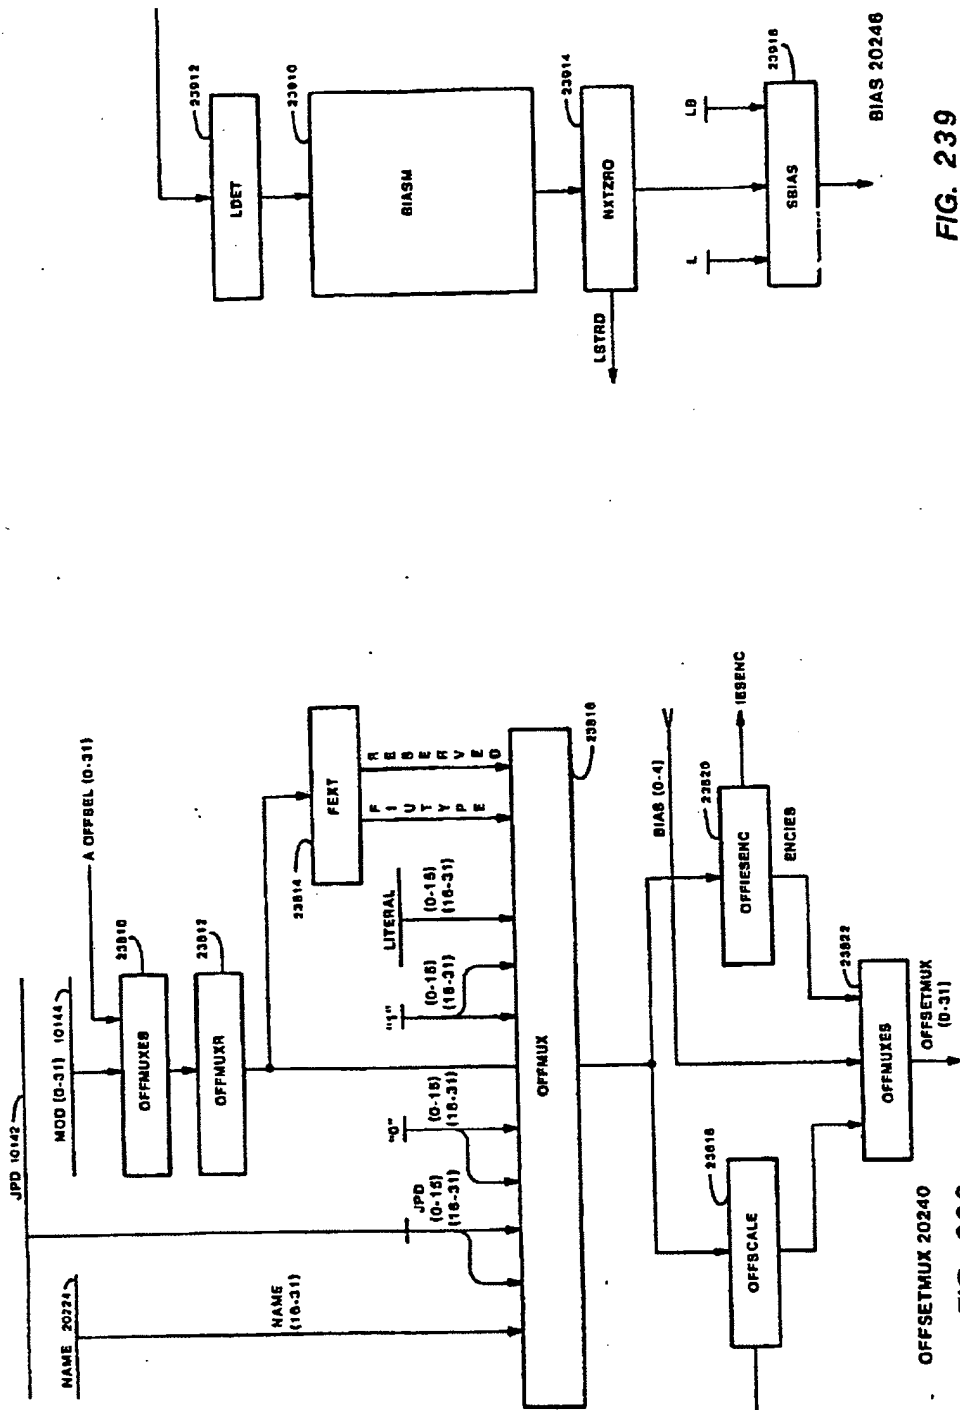 JPD 10142
NAME 20224
MOD (0-31) 10144
A OFFSEL (0-31)
23810
OFFMUXES
23812
OFFMUXR
23814
FEXT
FIUTYPE
RESERVED
NAME
(16-31)
JPD
(0-15)
(16-31)
"0"
(0-15)
(16-31)
"1"
(0-15)
(16-31)
LITERAL
(0-15)
(16-31)
OFFMUX
23816
BIAS (0-4)
23818
OFFSCALE
23820
OFFIESENC
IESENC
ENCIES
23822
OFFMUXES
OFFSETMUX
(0-31)
OFFSETMUX 20240
23912
LDET
23910
BIASM
23914
NXTZRO
LSTRD
L
LB
23916
SBIAS
BIAS 20246
FIG. 239